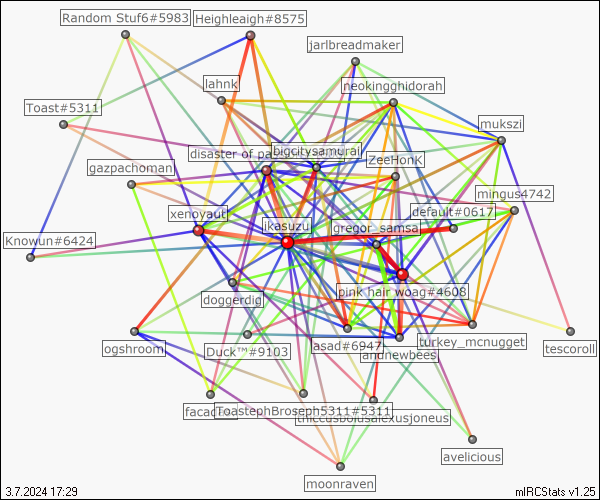 Random Stuf6#5983
Heighleaigh#8575
jarlbreadmaker
lahnk
neokingghidorah
Toast#5311
mukszi
bigcitysamurai
disaster of pa
ZeeHonK
gazpachoman
mingus4742
xenoyaut
jkasuzu
default#0617
gregor_samsa
Knowun#6424
pink hair woag#4608
doggerdig
ogshroom
Duck™#9103
asad#6947
andnewbees
turkey_mcnugget
tescoroll
facad
ToastephBroseph5311#5311
thiccusbolusalexusjoneus
avelicious
moonraven
3.7.2024 17:29
mIRCStats v1.25